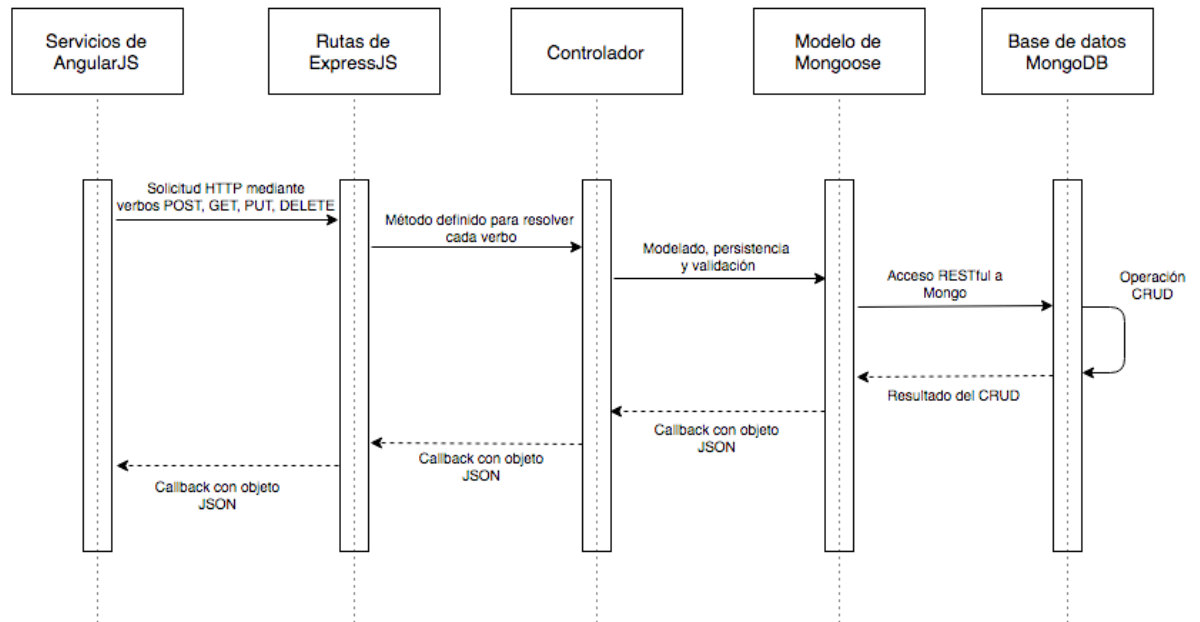 Servicios de
AngularJS
Rutas de
ExpressJS
Controlador
Modelo de
Mongoose
Base de datos
MongoDB
Solicitud HTTP mediante
verbos POST, GET, PUT, DELETE
Método definido para resolver
cada verbo
Modelado, persistencia
y validación
Acceso RESTful a
Mongo
Operación
CRUD
Resultado del CRUD
Callback con objeto
JSON
Callback con objeto
JSON
Callback con objeto
JSON